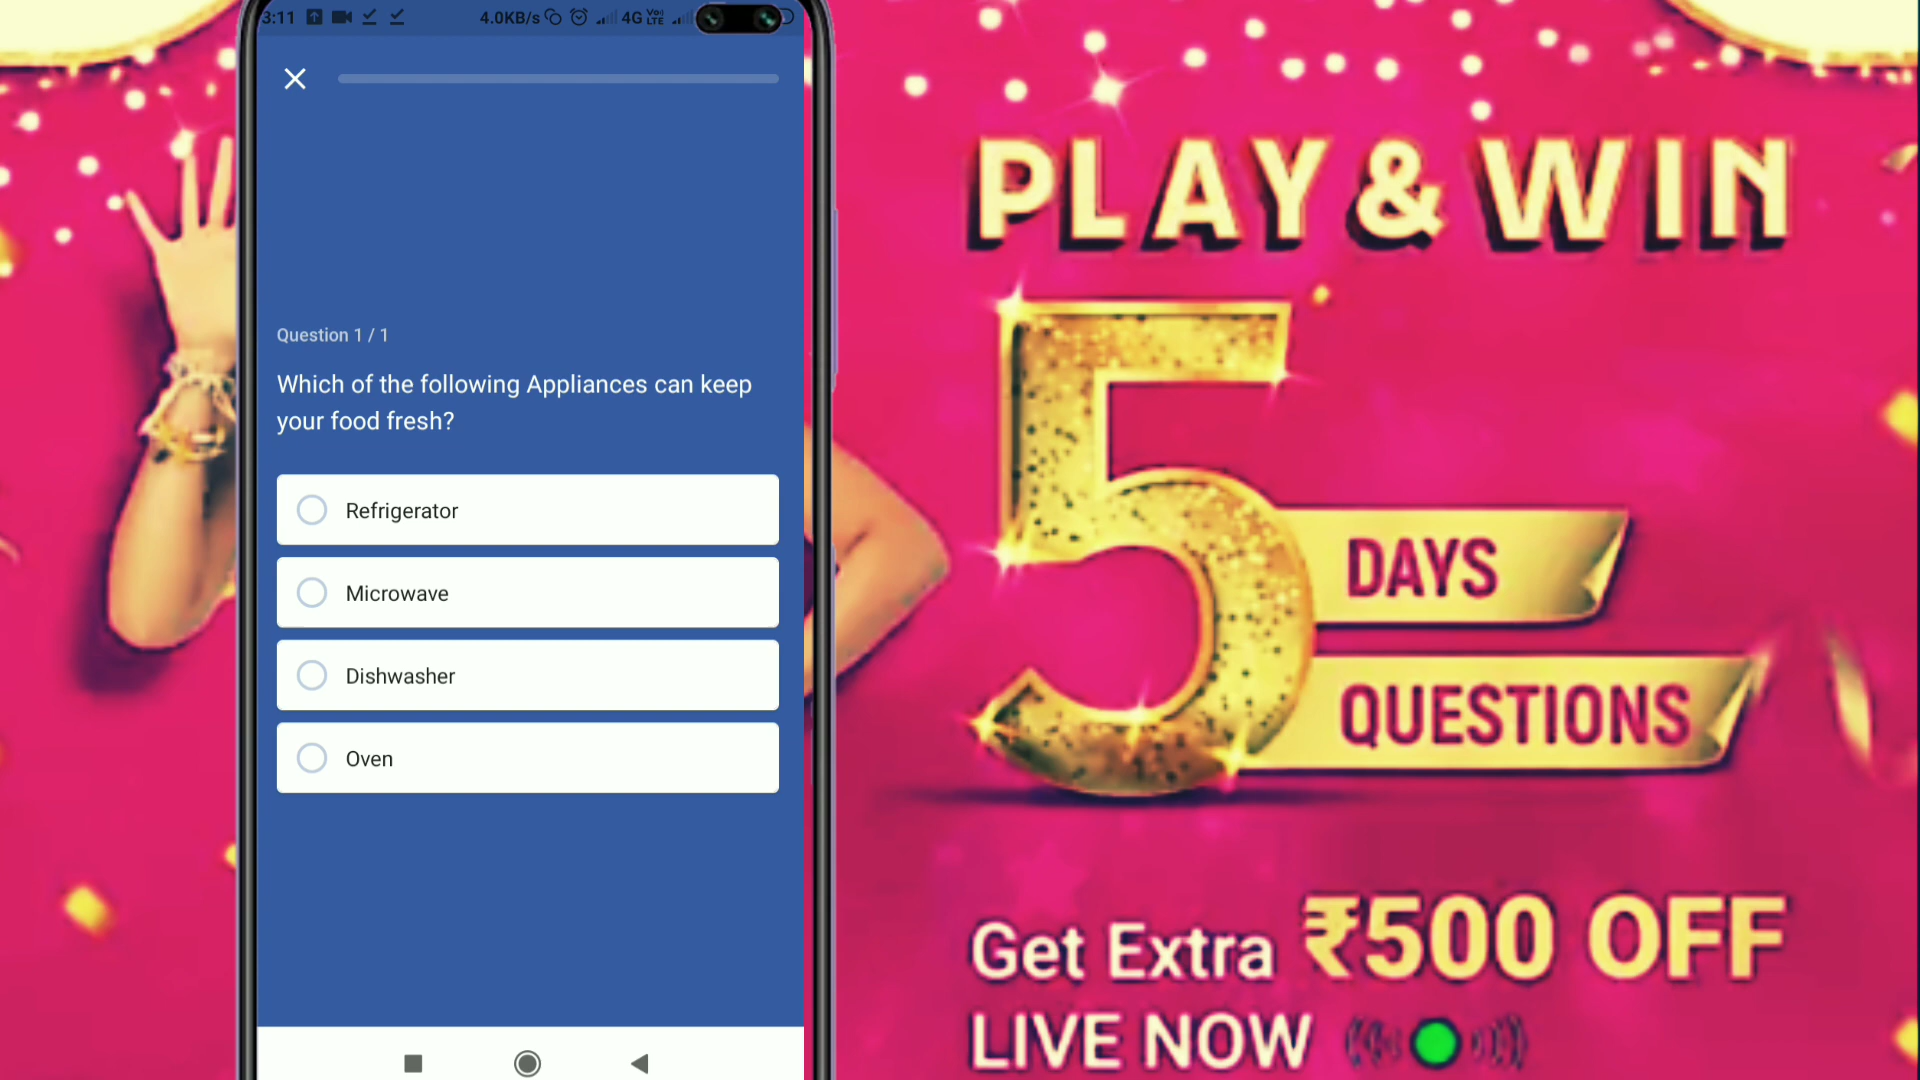 3:11
4.0KB/s 4G VoLTE
Question 1 / 1
Which of the following Appliances can keep
your food fresh?
Refrigerator
Microwave
Dishwasher
Oven
PLAY & WIN
5
DAYS
QUESTIONS
Get Extra ₹500 OFF
LIVE NOW